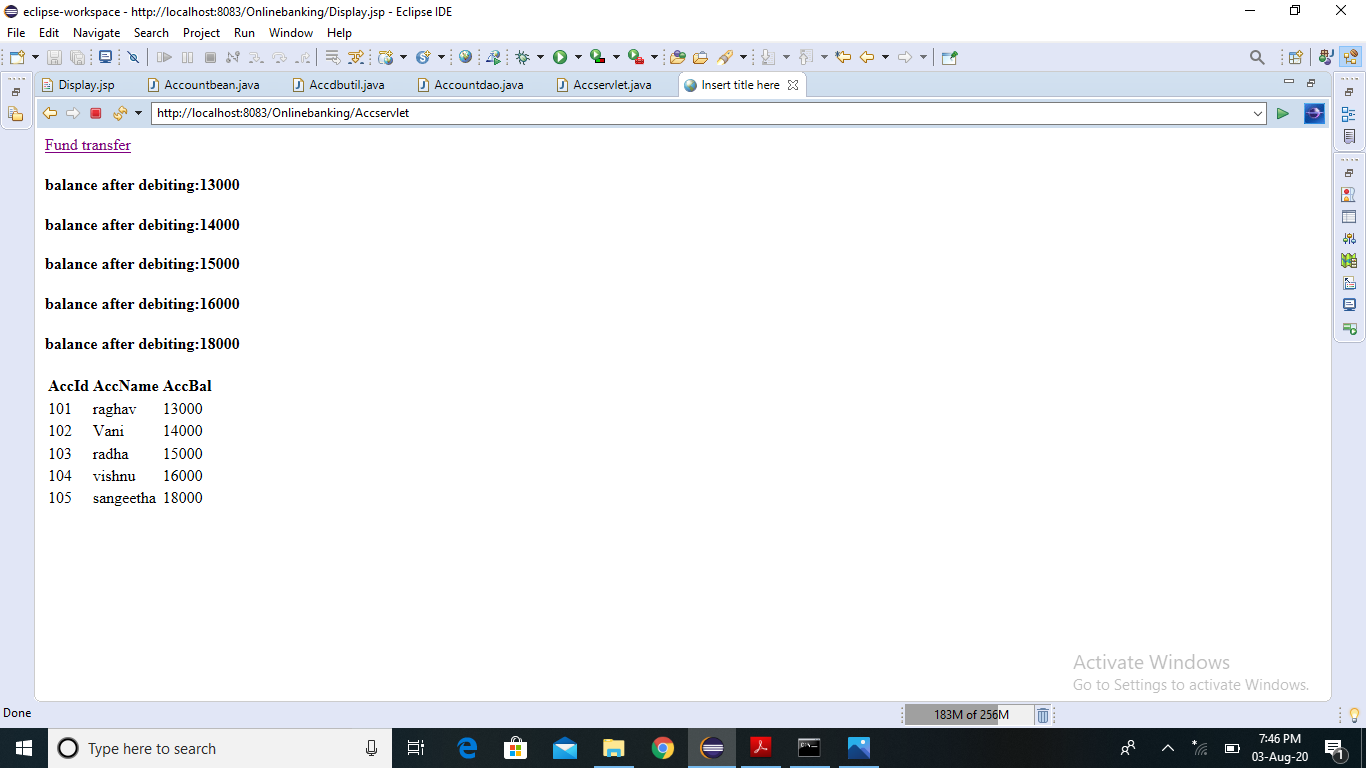 eclipse-workspace - http://localhost:8083/Onlinebanking/Display.jsp - Eclipse IDE
File Edit Navigate Search Project Run Window Help
Display.jsp Accountbean.java Accdbutil.java Accountdao.java Accservlet.java Insert title here
http://localhost:8083/Onlinebanking/Accservlet
Fund transfer
balance after debiting:13000
balance after debiting:14000
balance after debiting:15000
balance after debiting:16000
balance after debiting:18000
AccId AccName AccBal
101 raghav 13000
102 Vani 14000
103 radha 15000
104 vishnu 16000
105 sangeetha 18000
Activate Windows
Go to Settings to activate Windows.
Done
183M of 256M
Type here to search
7:46 PM
03-Aug-20
1